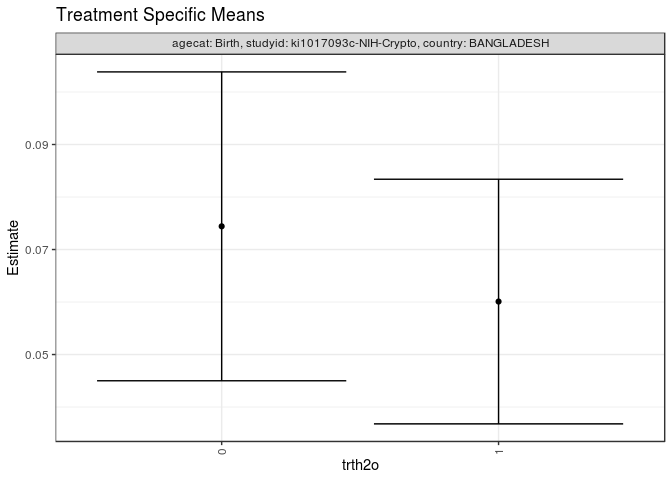 Treatment Specific Means
agecat: Birth, studyid: ki1017093c-NIH-Crypto, country: BANGLADESH
0.09
0.07
0.05
Estimate
0
1
trth2o